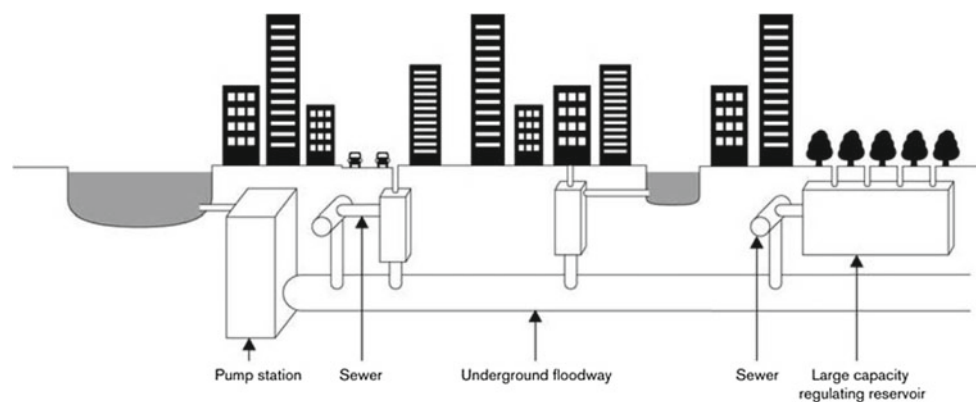 Pump station
Sewer
Underground floodway
Sewer
Large capacity
regulating reservoir